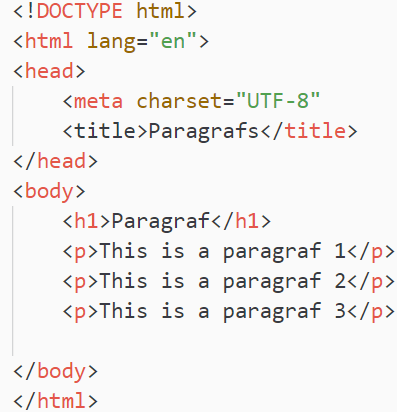 <!DOCTYPE html>
<html lang="en">
<head>
<meta charset="UTF-8"
<title>Paragrafs</title>
</head>
<body>
<h1>Paragraf</h1>
<p>This is a paragraf 1</p>
<p>This is a paragraf 2</p>
<p>This is a paragraf 3</p>
</body>
</html>